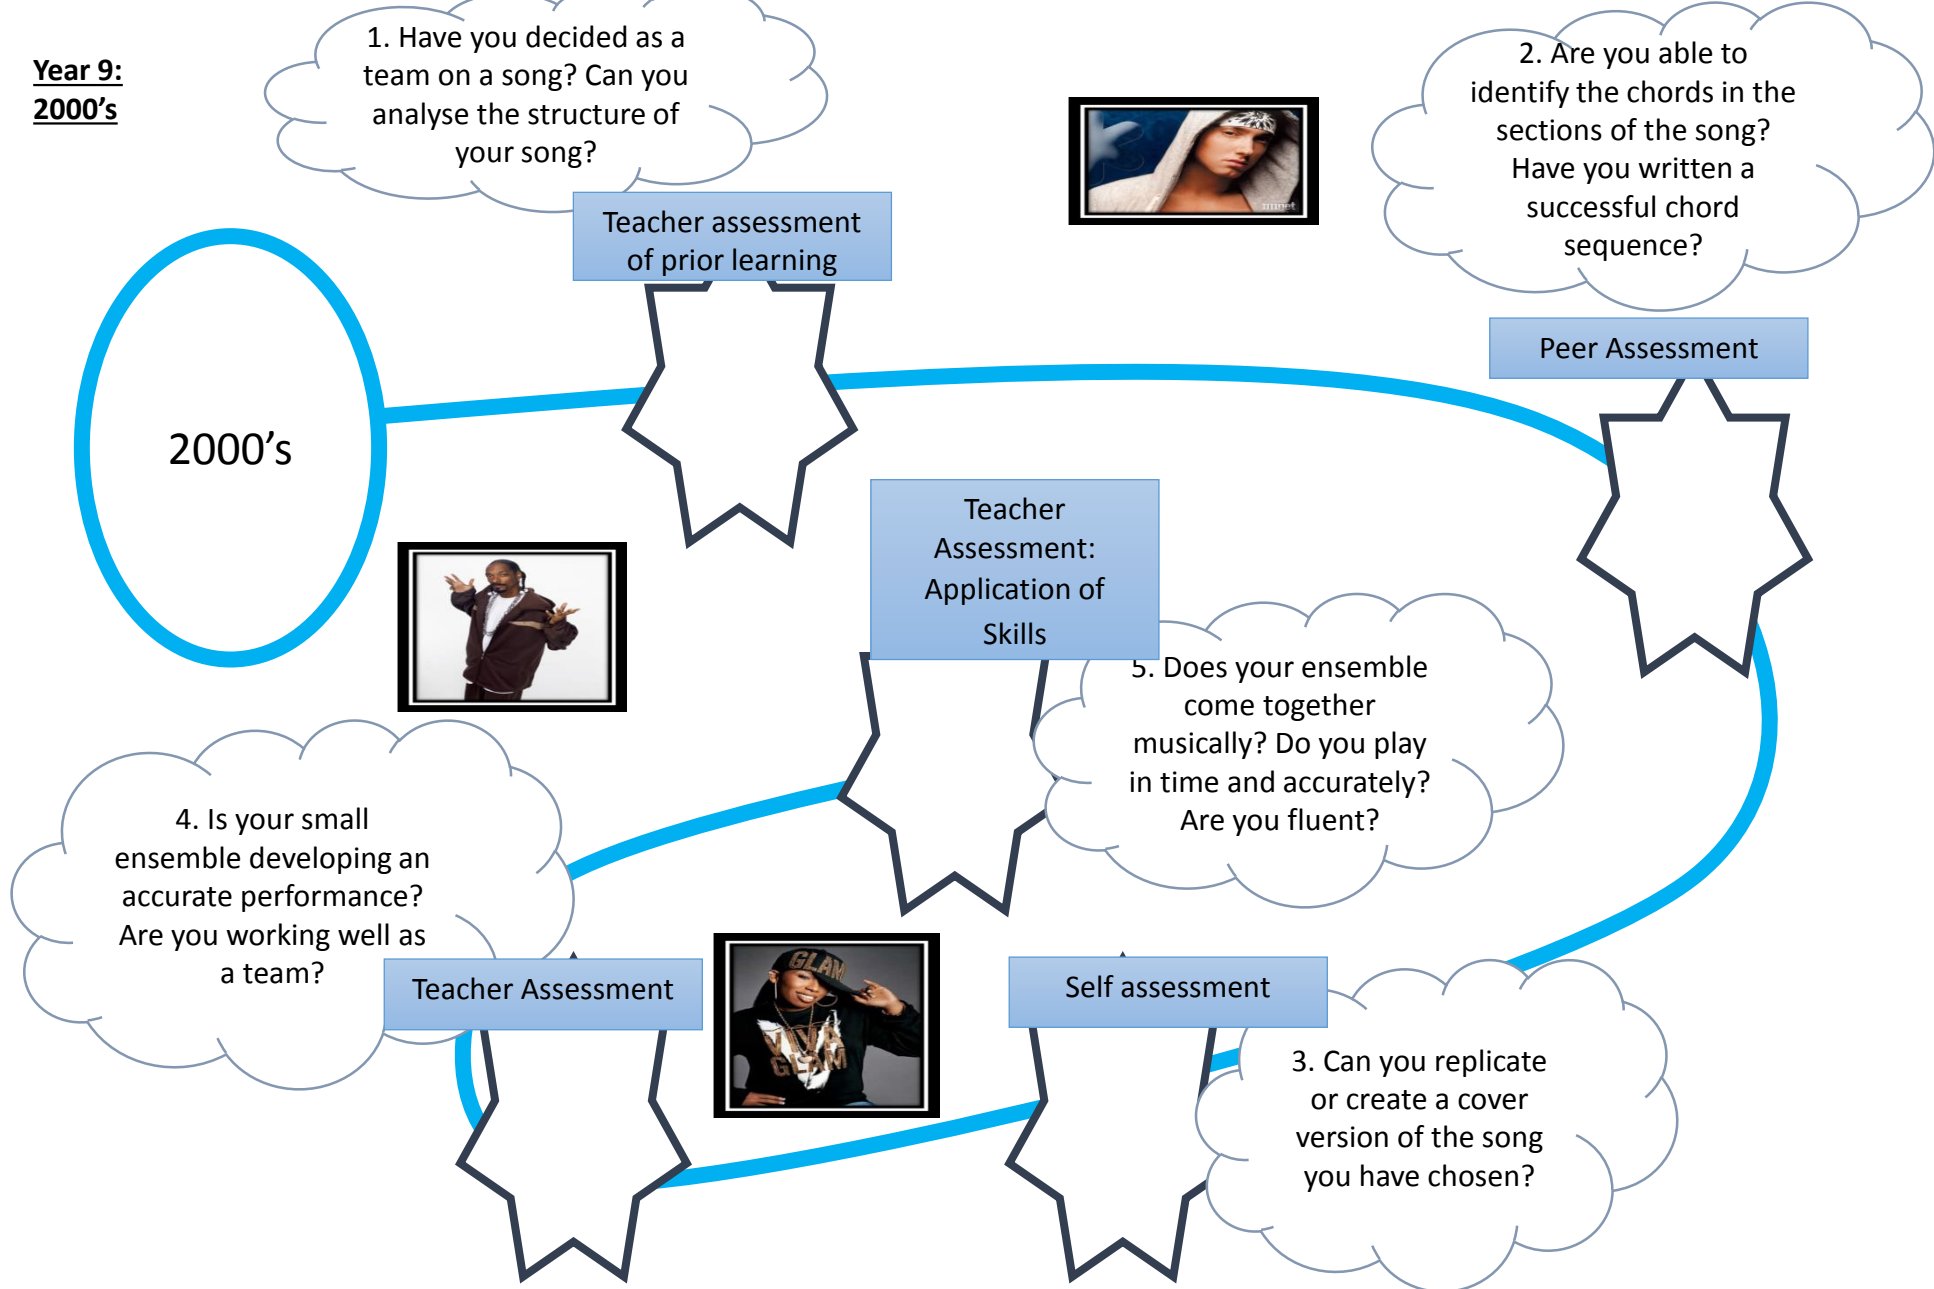 Year 9:
2000's
1. Have you decided as a
team on a song? Can you
analyse the structure of
your song?
Teacher assessment
of prior learning
2. Are you able to
identify the chords in the
sections of the song?
Have you written a
successful chord
sequence?
Peer Assessment
2000’s
Teacher
Assessment:
Application of
Skills
5. Does your ensemble
come together
musically? Do you play
in time and accurately?
Are you fluent?
4. Is your small
ensemble developing an
accurate performance?
Are you working well as
a team?
Teacher Assessment
GLAM
VIVA
GLAM
Self assessment
3. Can you replicate
or create a cover
version of the song
you have chosen?